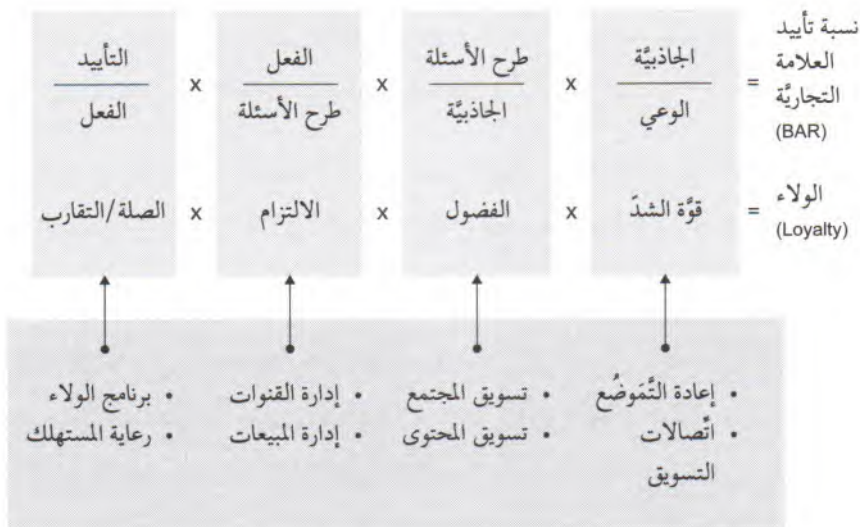 نسبة تأييد
العلامة
التجاريَّة
(BAR)
=
الجاذبيَّة
الوعي
x
طرح الأسئلة
الجاذبيَّة
x
الفعل
طرح الأسئلة
x
التأييد
الفعل
الولاء
(Loyalty)
=
قوَّة الشدّ
x
الفضول
x
الالتزام
x
الصلة/التقارب
• إعادة التَّمَوضُع
• اتَّصالات
التسويق
• تسويق المجتمع
• تسويق المحتوى
• إدارة القنوات
• إدارة المبيعات
• برنامج الولاء
• رعاية المستهلك